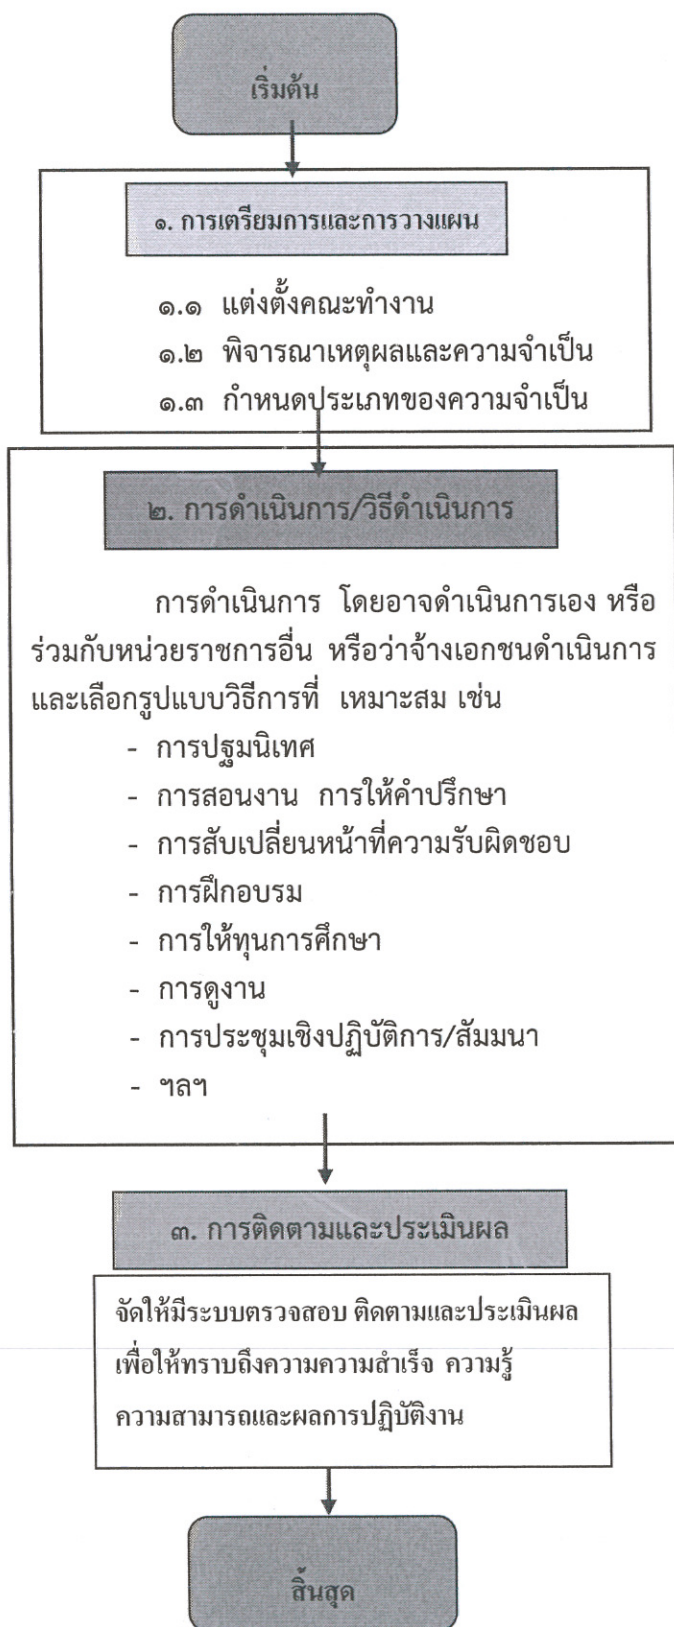 เริ่มต้น
๑. การเตรียมการและการวางแผน
๑.๑ แต่งตั้งคณะทำงาน
๑.๒ พิจารณาเหตุผลและความจำเป็น
๑.๓ กำหนดประเภทของความจำเป็น
๒. การดำเนินการ/วิธีดำเนินการ
การดำเนินการ โดยอาจดำเนินการเอง หรือ
ร่วมกับหน่วยราชการอื่น หรือว่าจ้างเอกชนดำเนินการ
และเลือกรูปแบบวิธีการที่ เหมาะสม เช่น
- การปฐมนิเทศ
- การสอนงาน การให้คำปรึกษา
- การสับเปลี่ยนหน้าที่ความรับผิดชอบ
- การฝึกอบรม
- การให้ทุนการศึกษา
- การดูงาน
- การประชุมเชิงปฏิบัติการ/สัมมนา
- ฯลฯ
๓. การติดตามและประเมินผล
จัดให้มีระบบตรวจสอบ ติดตามและประเมินผล
เพื่อให้ทราบถึงความความสำเร็จ ความรู้
ความสามารถและผลการปฏิบัติงาน
สิ้นสุด